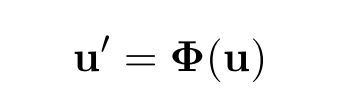 𝐮′ = 𝚽(𝐮)